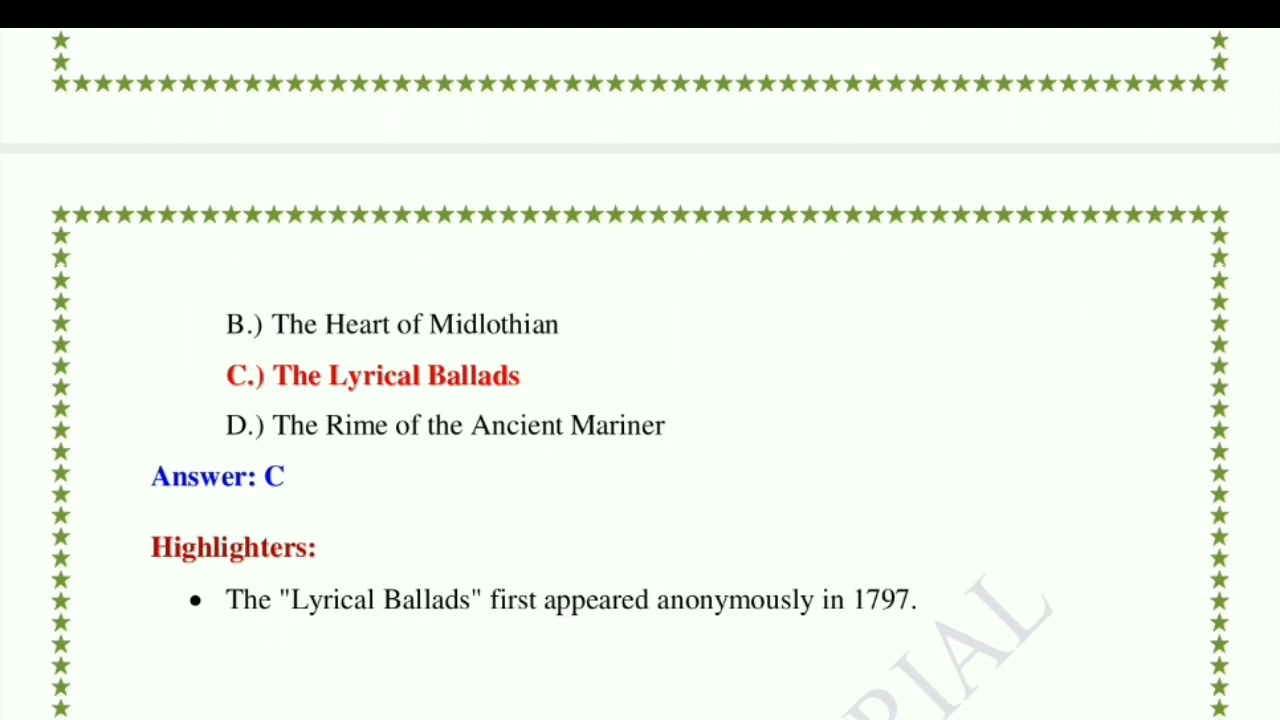 B.) The Heart of Midlothian
C.) The Lyrical Ballads
D.) The Rime of the Ancient Mariner
Answer: C
Highlighters:
• The "Lyrical Ballads" first appeared anonymously in 1797.